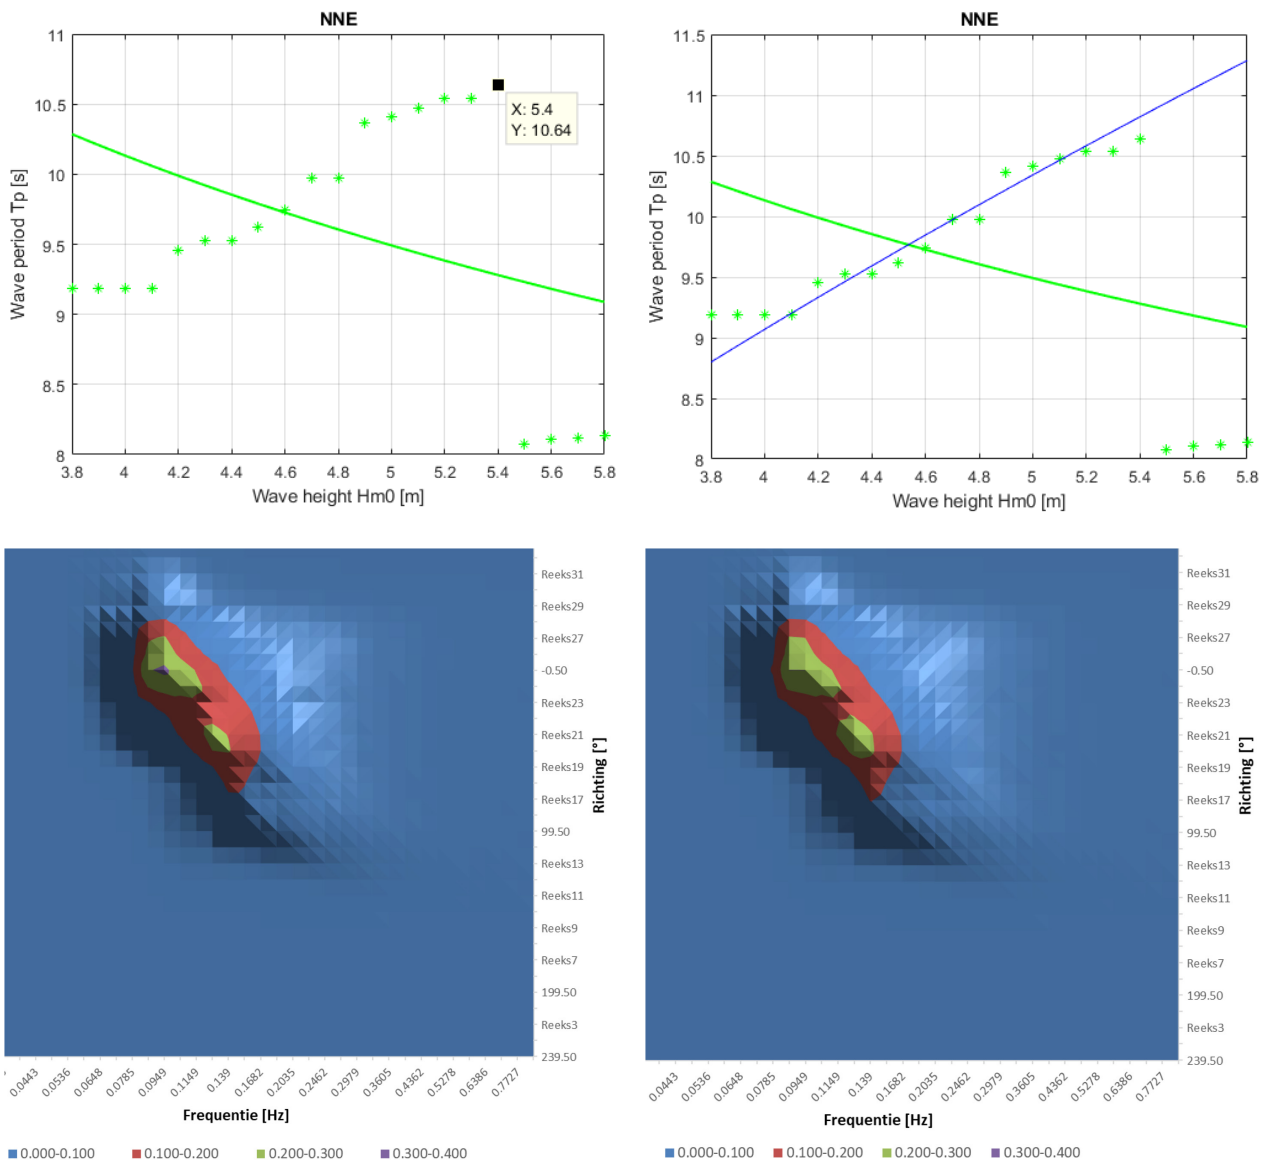 NNE
11
10.5
10
9.5
9
8.5
8
3.8 4 4.2 4.4 4.6 4.8 5 5.2 5.4 5.6 5.8
Wave period Tp [s]
Wave height Hm0 [m]
X: 5.4
Y: 10.64
NNE
11.5
11
10.5
10
9.5
9
8.5
8
3.8 4 4.2 4.4 4.6 4.8 5 5.2 5.4 5.6 5.8
Wave period Tp [s]
Wave height Hm0 [m]
Reeks31
Reeks29
Reeks27
-0.50
Reeks23
Reeks21
Reeks19
Reeks17
99.50
Reeks13
Reeks11
Reeks9
Reeks7
199.50
Reeks3
239.50
Richting [°]
0.0443 0.0536 0.0648 0.0785 0.0949 0.1149 0.139 0.1682 0.2035 0.2462 0.2979 0.3605 0.4362 0.5278 0.6386 0.7727
Frequentie [Hz]
0.000-0.100 0.100-0.200 0.200-0.300 0.300-0.400
Reeks31
Reeks29
Reeks27
-0.50
Reeks23
Reeks21
Reeks19
Reeks17
99.50
Reeks13
Reeks11
Reeks9
Reeks7
199.50
Reeks3
239.50
Richting [°]
0.0443 0.0536 0.0648 0.0785 0.0949 0.1149 0.139 0.1682 0.2035 0.2462 0.2979 0.3605 0.4362 0.5278 0.6386 0.7727
Frequentie [Hz]
0.000-0.100 0.100-0.200 0.200-0.300 0.300-0.400